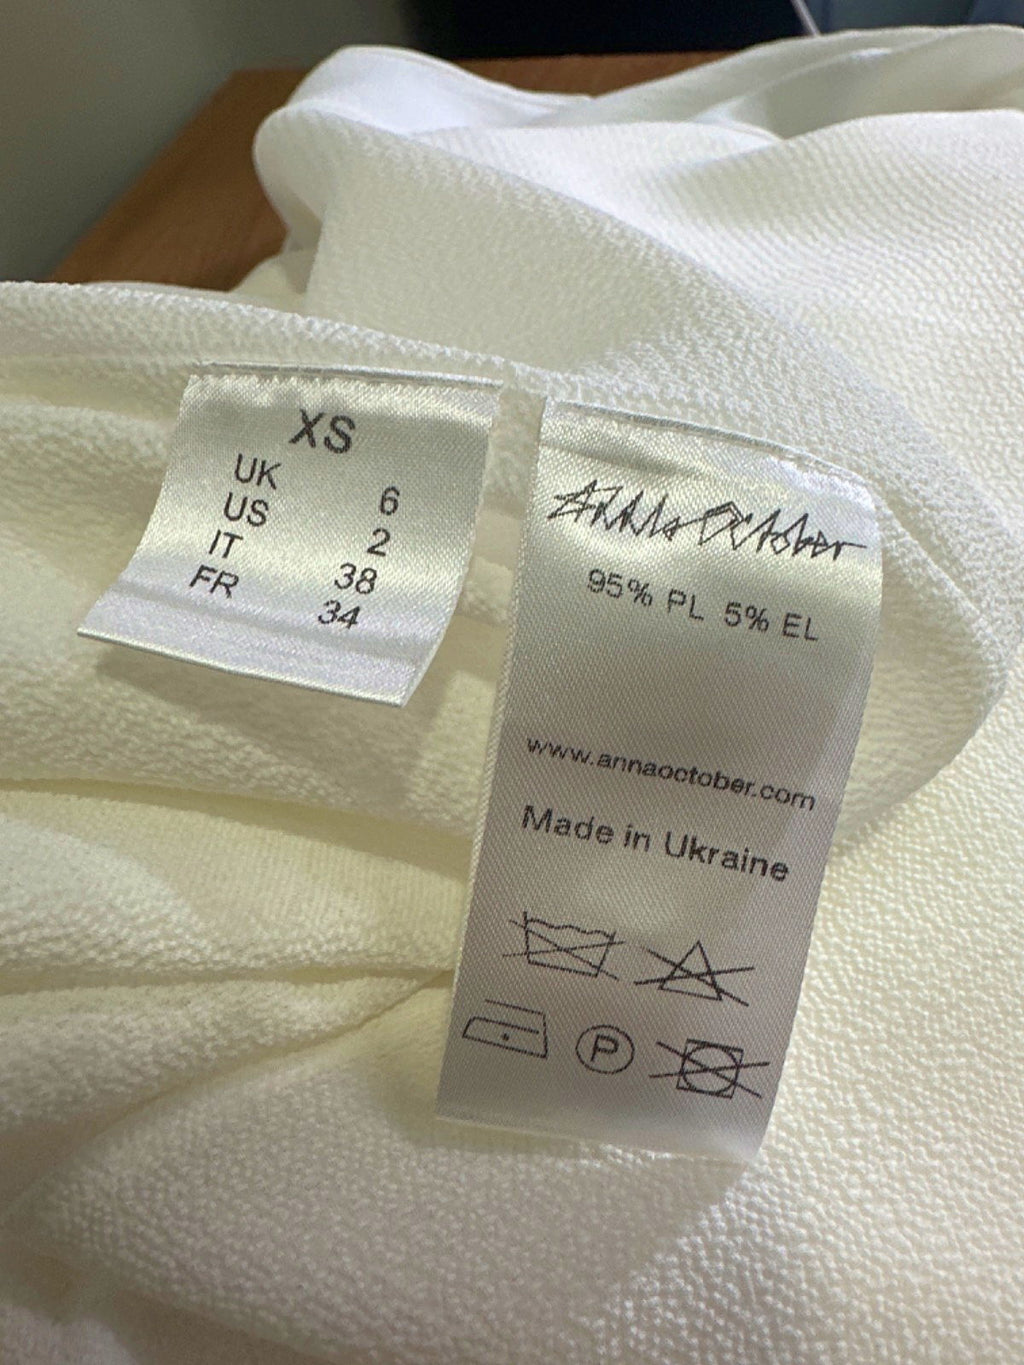 XS
UK 6
US 2
IT 38
FR 34
Anna October
95% PL 5% EL
www.annaoctober.com
Made in Ukraine
P